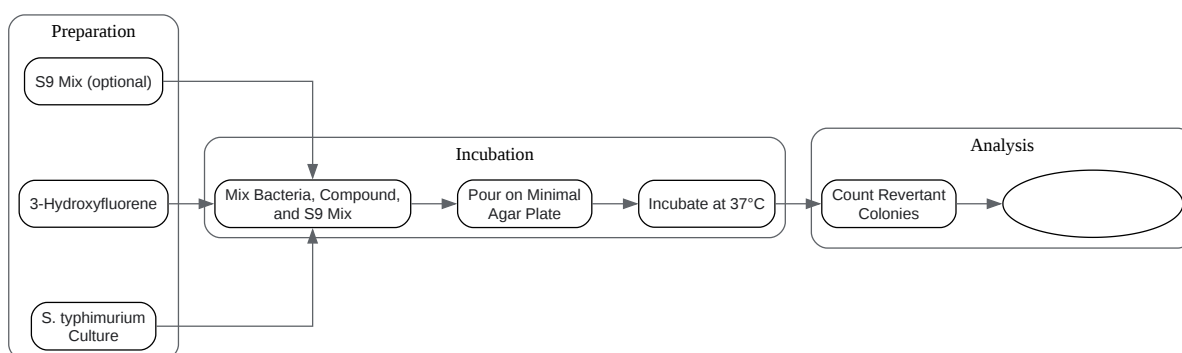 Preparation
S9 Mix (optional)
3-Hydroxyfluorene
S. typhimurium
Culture
Incubation
Mix Bacteria, Compound,
and S9 Mix
Pour on Minimal
Agar Plate
Incubate at 37°C
Analysis
Count Revertant
Colonies